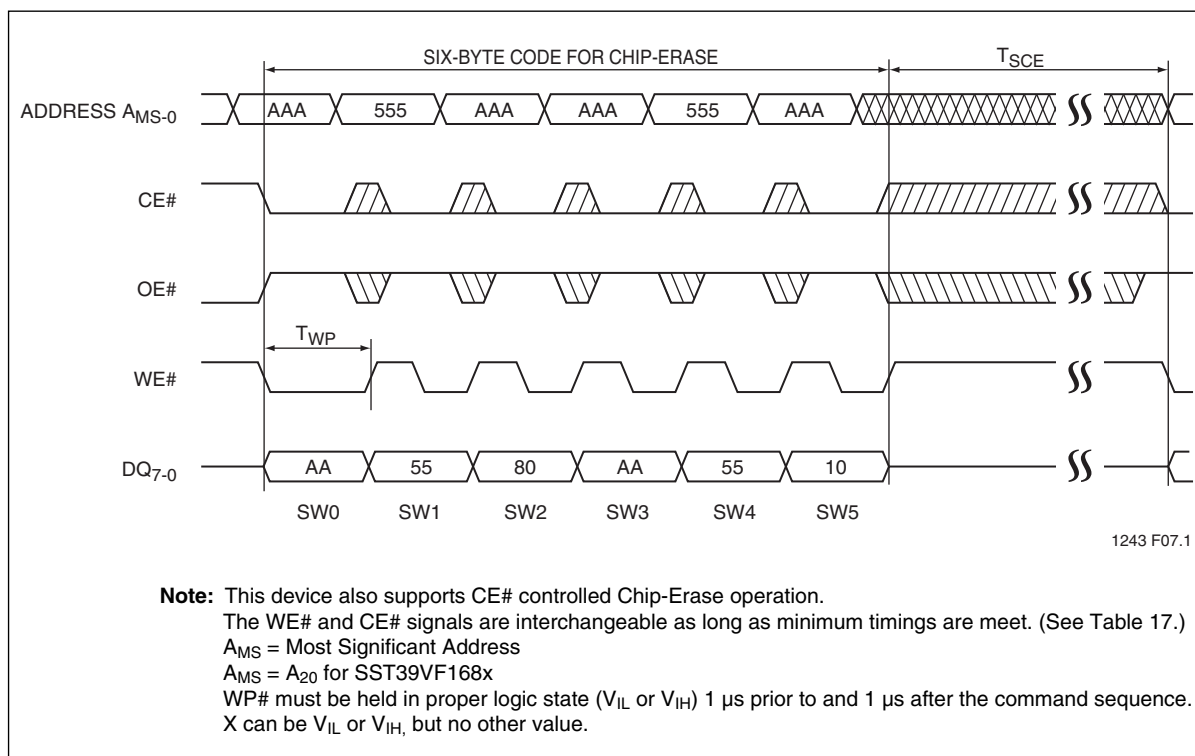 SIX-BYTE CODE FOR CHIP-ERASE TSCE
ADDRESS AMS-0 AAA 555 AAA AAA 555 AAA
CE#
OE#
TWP
WE#
DQ7-0 AA 55 80 AA 55 10
SW0 SW1 SW2 SW3 SW4 SW5
1243 F07.1
Note: This device also supports CE# controlled Chip-Erase operation.
The WE# and CE# signals are interchangeable as long as minimum timings are meet. (See Table 17.)
AMS = Most Significant Address
AMS = A20 for SST39VF168x
WP# must be held in proper logic state (VIL or VIH) 1 µs prior to and 1 µs after the command sequence.
X can be VIL or VIH, but no other value.